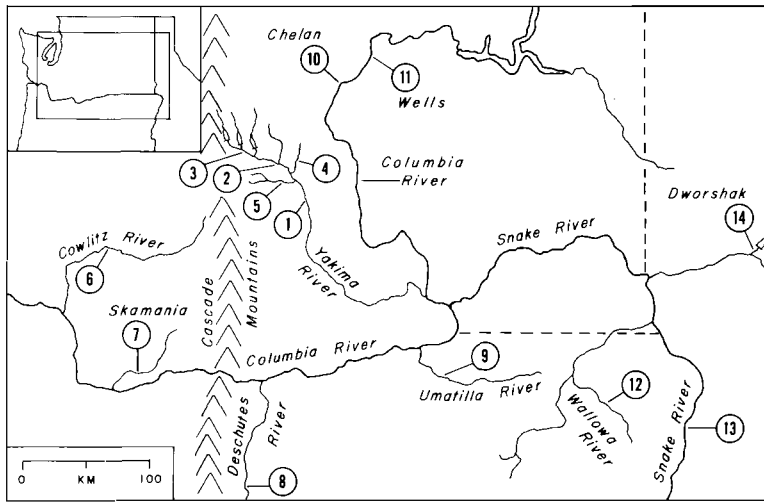 Chelan
10
11
Wells
3
2
4
5
1
Columbia
River
Dworshak
14
Snake River
Cowlitz River
6
Yakima
River
Cascade
Mountains
Skamania
7
Columbia River
9
Umatilla River
12
Wallowa
River
Snake River
13
Deschutes
River
8
0 KM 100